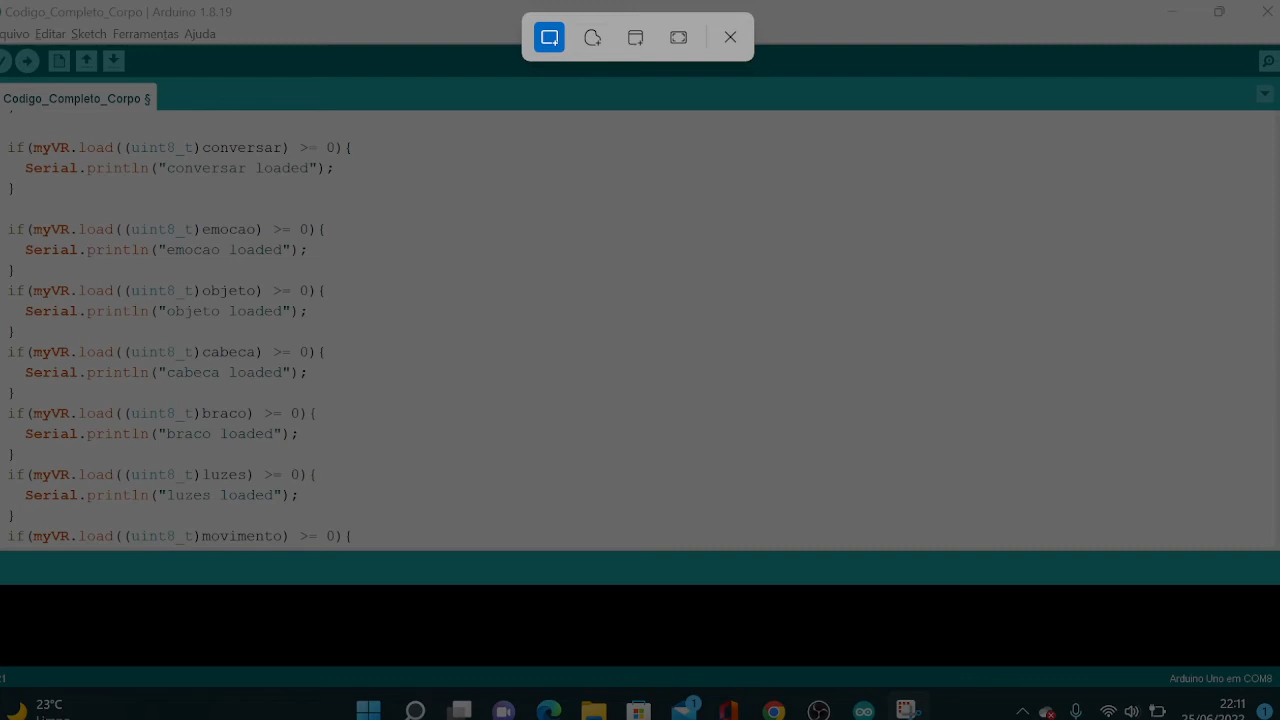 Codigo_Completo_Corpo | Arduino 1.8.19
quivo Editar Sketch Ferramentas Ajuda
Codigo_Completo_Corpo §
}
if(myVR.load((uint8_t)conversar) >= 0){
Serial.println("conversar loaded");
}
if(myVR.load((uint8_t)emocao) >= 0){
Serial.println("emocao loaded");
}
if(myVR.load((uint8_t)objeto) >= 0){
Serial.println("objeto loaded");
}
if(myVR.load((uint8_t)cabeca) >= 0){
Serial.println("cabeca loaded");
}
if(myVR.load((uint8_t)braco) >= 0){
Serial.println("braco loaded");
}
if(myVR.load((uint8_t)luzes) >= 0){
Serial.println("luzes loaded");
}
if(myVR.load((uint8_t)movimento) >= 0){
Arduino Uno em COM8
23°C
Limpo
1
22:11
25/06/2022
1